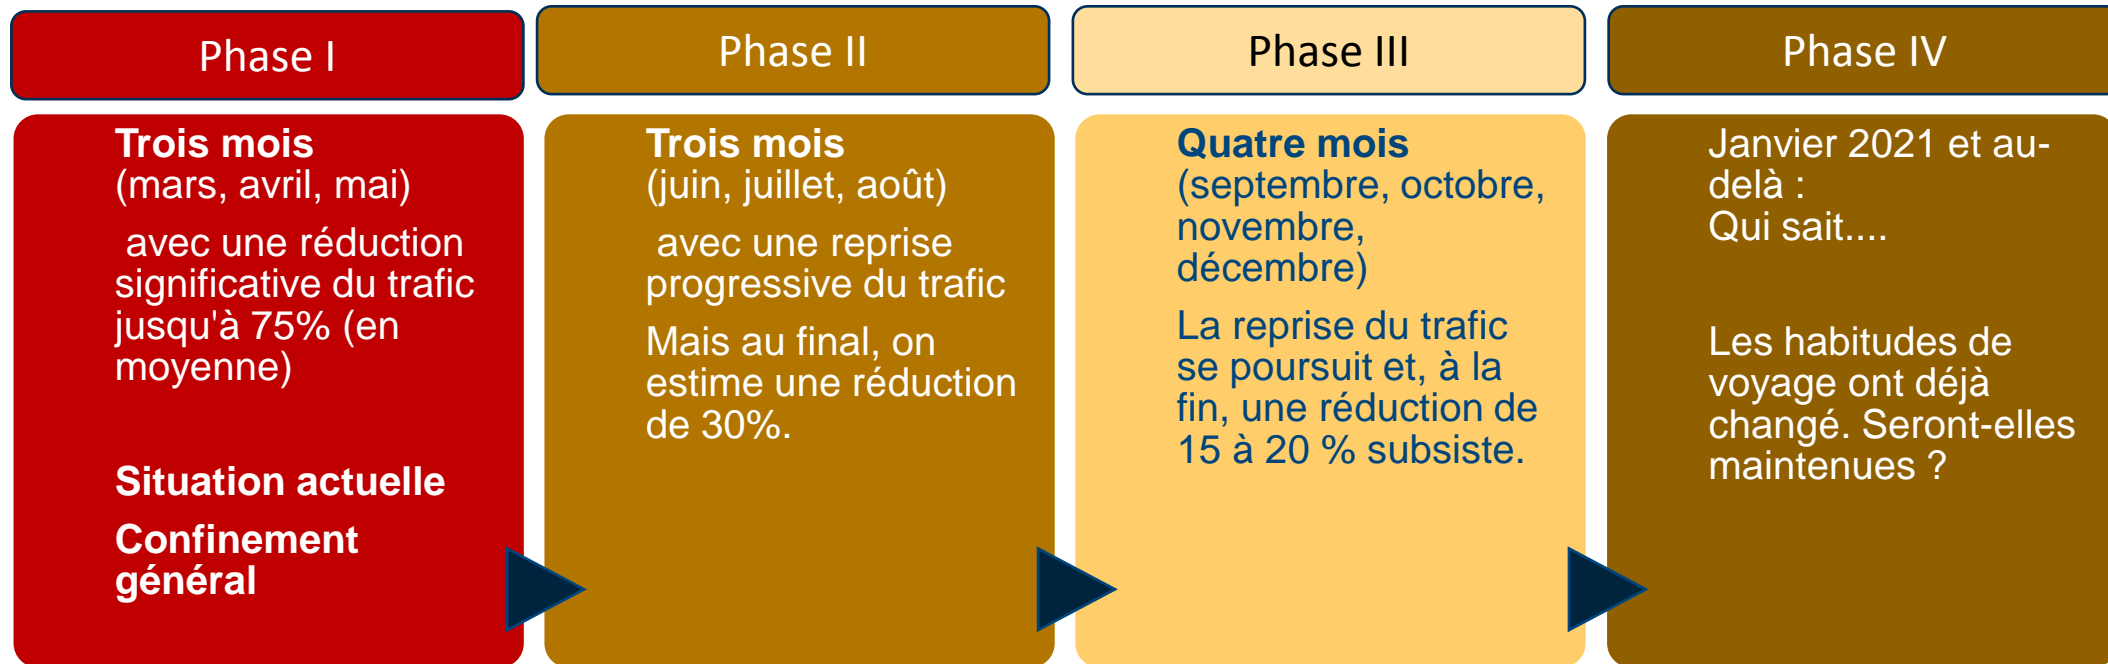 Phase I
Trois mois
(mars, avril, mai)
avec une réduction
significative du trafic
jusqu'à 75% (en
moyenne)
Situation actuelle
Confinement
général
Phase II
Trois mois
(juin, juillet, août)
avec une reprise
progressive du trafic
Mais au final, on
estime une réduction
de 30%.
Phase III
Quatre mois
(septembre, octobre,
novembre,
décembre)
La reprise du trafic
se poursuit et, à la
fin, une réduction de
15 à 20 % subsiste.
Phase IV
Janvier 2021 et au-
delà :
Qui sait....
Les habitudes de
voyage ont déjà
changé. Seront-elles
maintenues ?